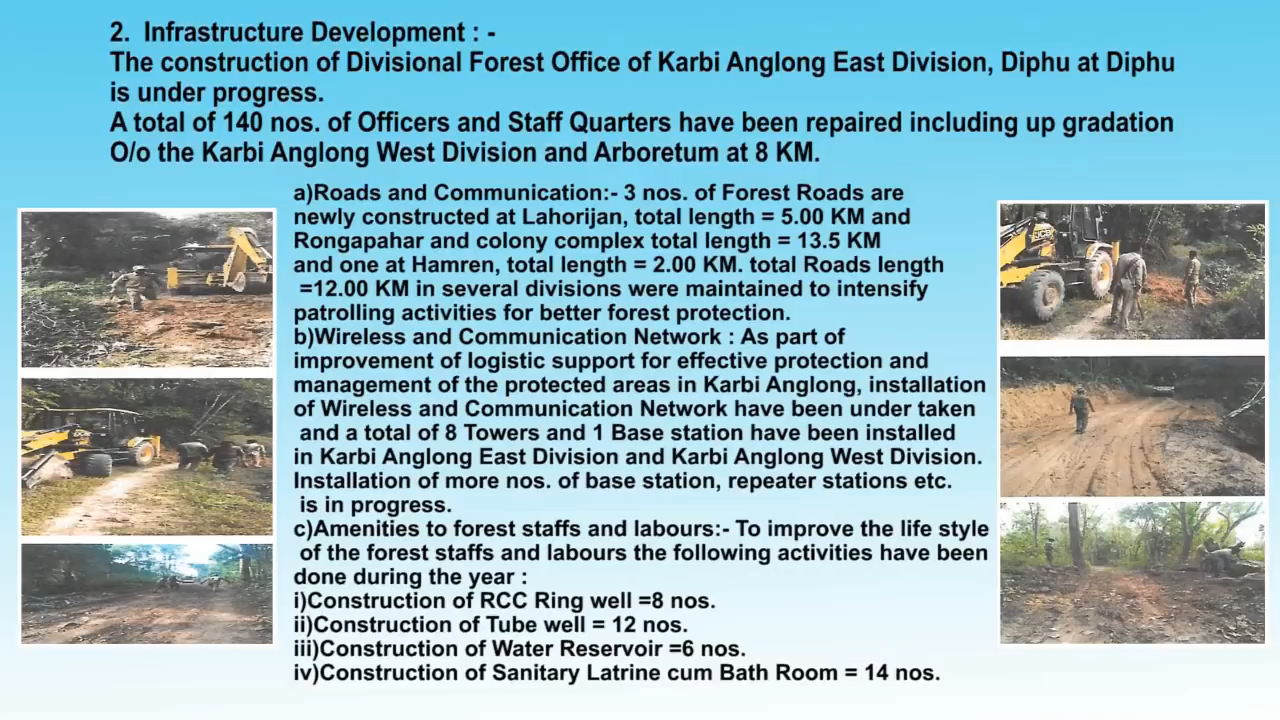 2. Infrastructure Development : -
The construction of Divisional Forest Office of Karbi Anglong East Division, Diphu at Diphu
is under progress.
A total of 140 nos. of Officers and Staff Quarters have been repaired including up gradation
O/o the Karbi Anglong West Division and Arboretum at 8 KM.
a)Roads and Communication:- 3 nos. of Forest Roads are
newly constructed at Lahorijan, total length = 5.00 KM and
Rongapahar and colony complex total length = 13.5 KM
and one at Hamren, total length = 2.00 KM. total Roads length
=12.00 KM in several divisions were maintained to intensify
patrolling activities for better forest protection.
b)Wireless and Communication Network : As part of
improvement of logistic support for effective protection and
management of the protected areas in Karbi Anglong, installation
of Wireless and Communication Network have been under taken
and a total of 8 Towers and 1 Base station have been installed
in Karbi Anglong East Division and Karbi Anglong West Division.
Installation of more nos. of base station, repeater stations etc.
is in progress.
c)Amenities to forest staffs and labours:- To improve the life style
of the forest staffs and labours the following activities have been
done during the year :
i)Construction of RCC Ring well =8 nos.
ii)Construction of Tube well = 12 nos.
iii)Construction of Water Reservoir =6 nos.
iv)Construction of Sanitary Latrine cum Bath Room = 14 nos.
JCB